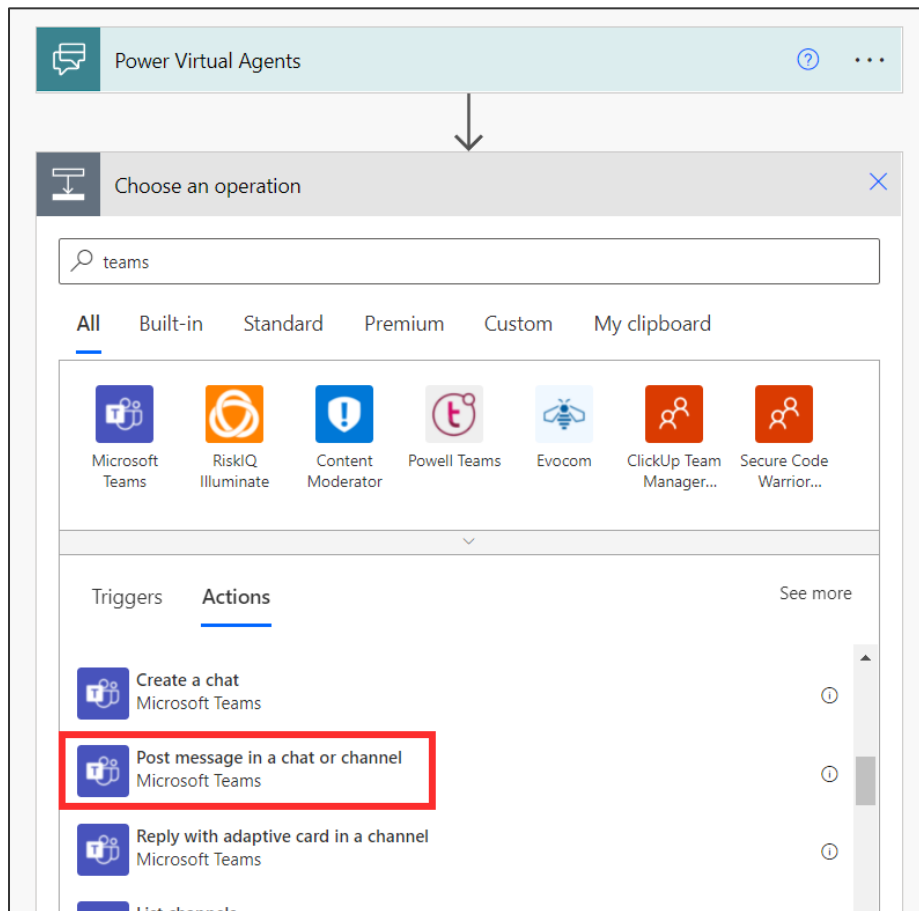 Power Virtual Agents
Choose an operation
teams
All Built-in Standard Premium Custom My clipboard
Microsoft Teams
RiskIQ Illuminate
Content Moderator
Powell Teams
Evocom
ClickUp Team Manager...
Secure Code Warrior...
Triggers Actions See more
Create a chat
Microsoft Teams
Post message in a chat or channel
Microsoft Teams
Reply with adaptive card in a channel
Microsoft Teams
List channels